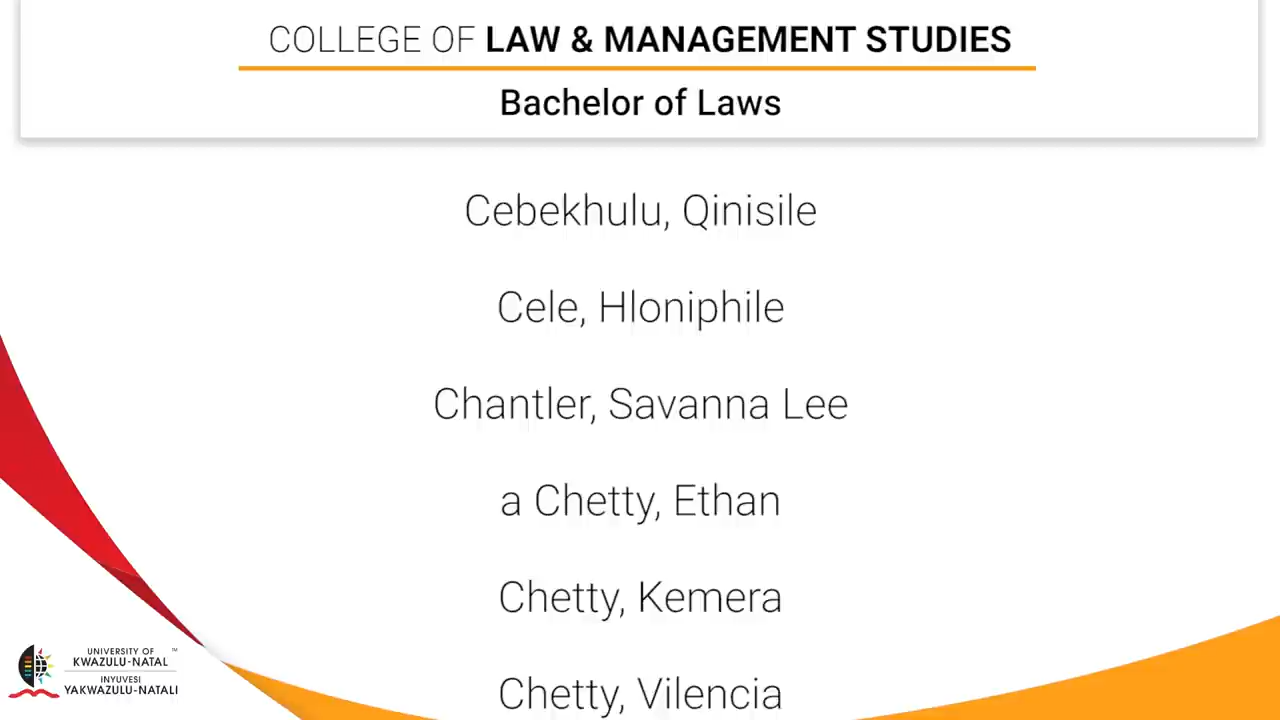 COLLEGE OF LAW & MANAGEMENT STUDIES
Bachelor of Laws
Cebekhulu, Qinisile
Cele, Hloniphile
Chantler, Savanna Lee
a Chetty, Ethan
Chetty, Kemera
Chetty, Vilencia
UNIVERSITY OF ™
KWAZULU-NATAL
INYUVESI
YAKWAZULU-NATALI